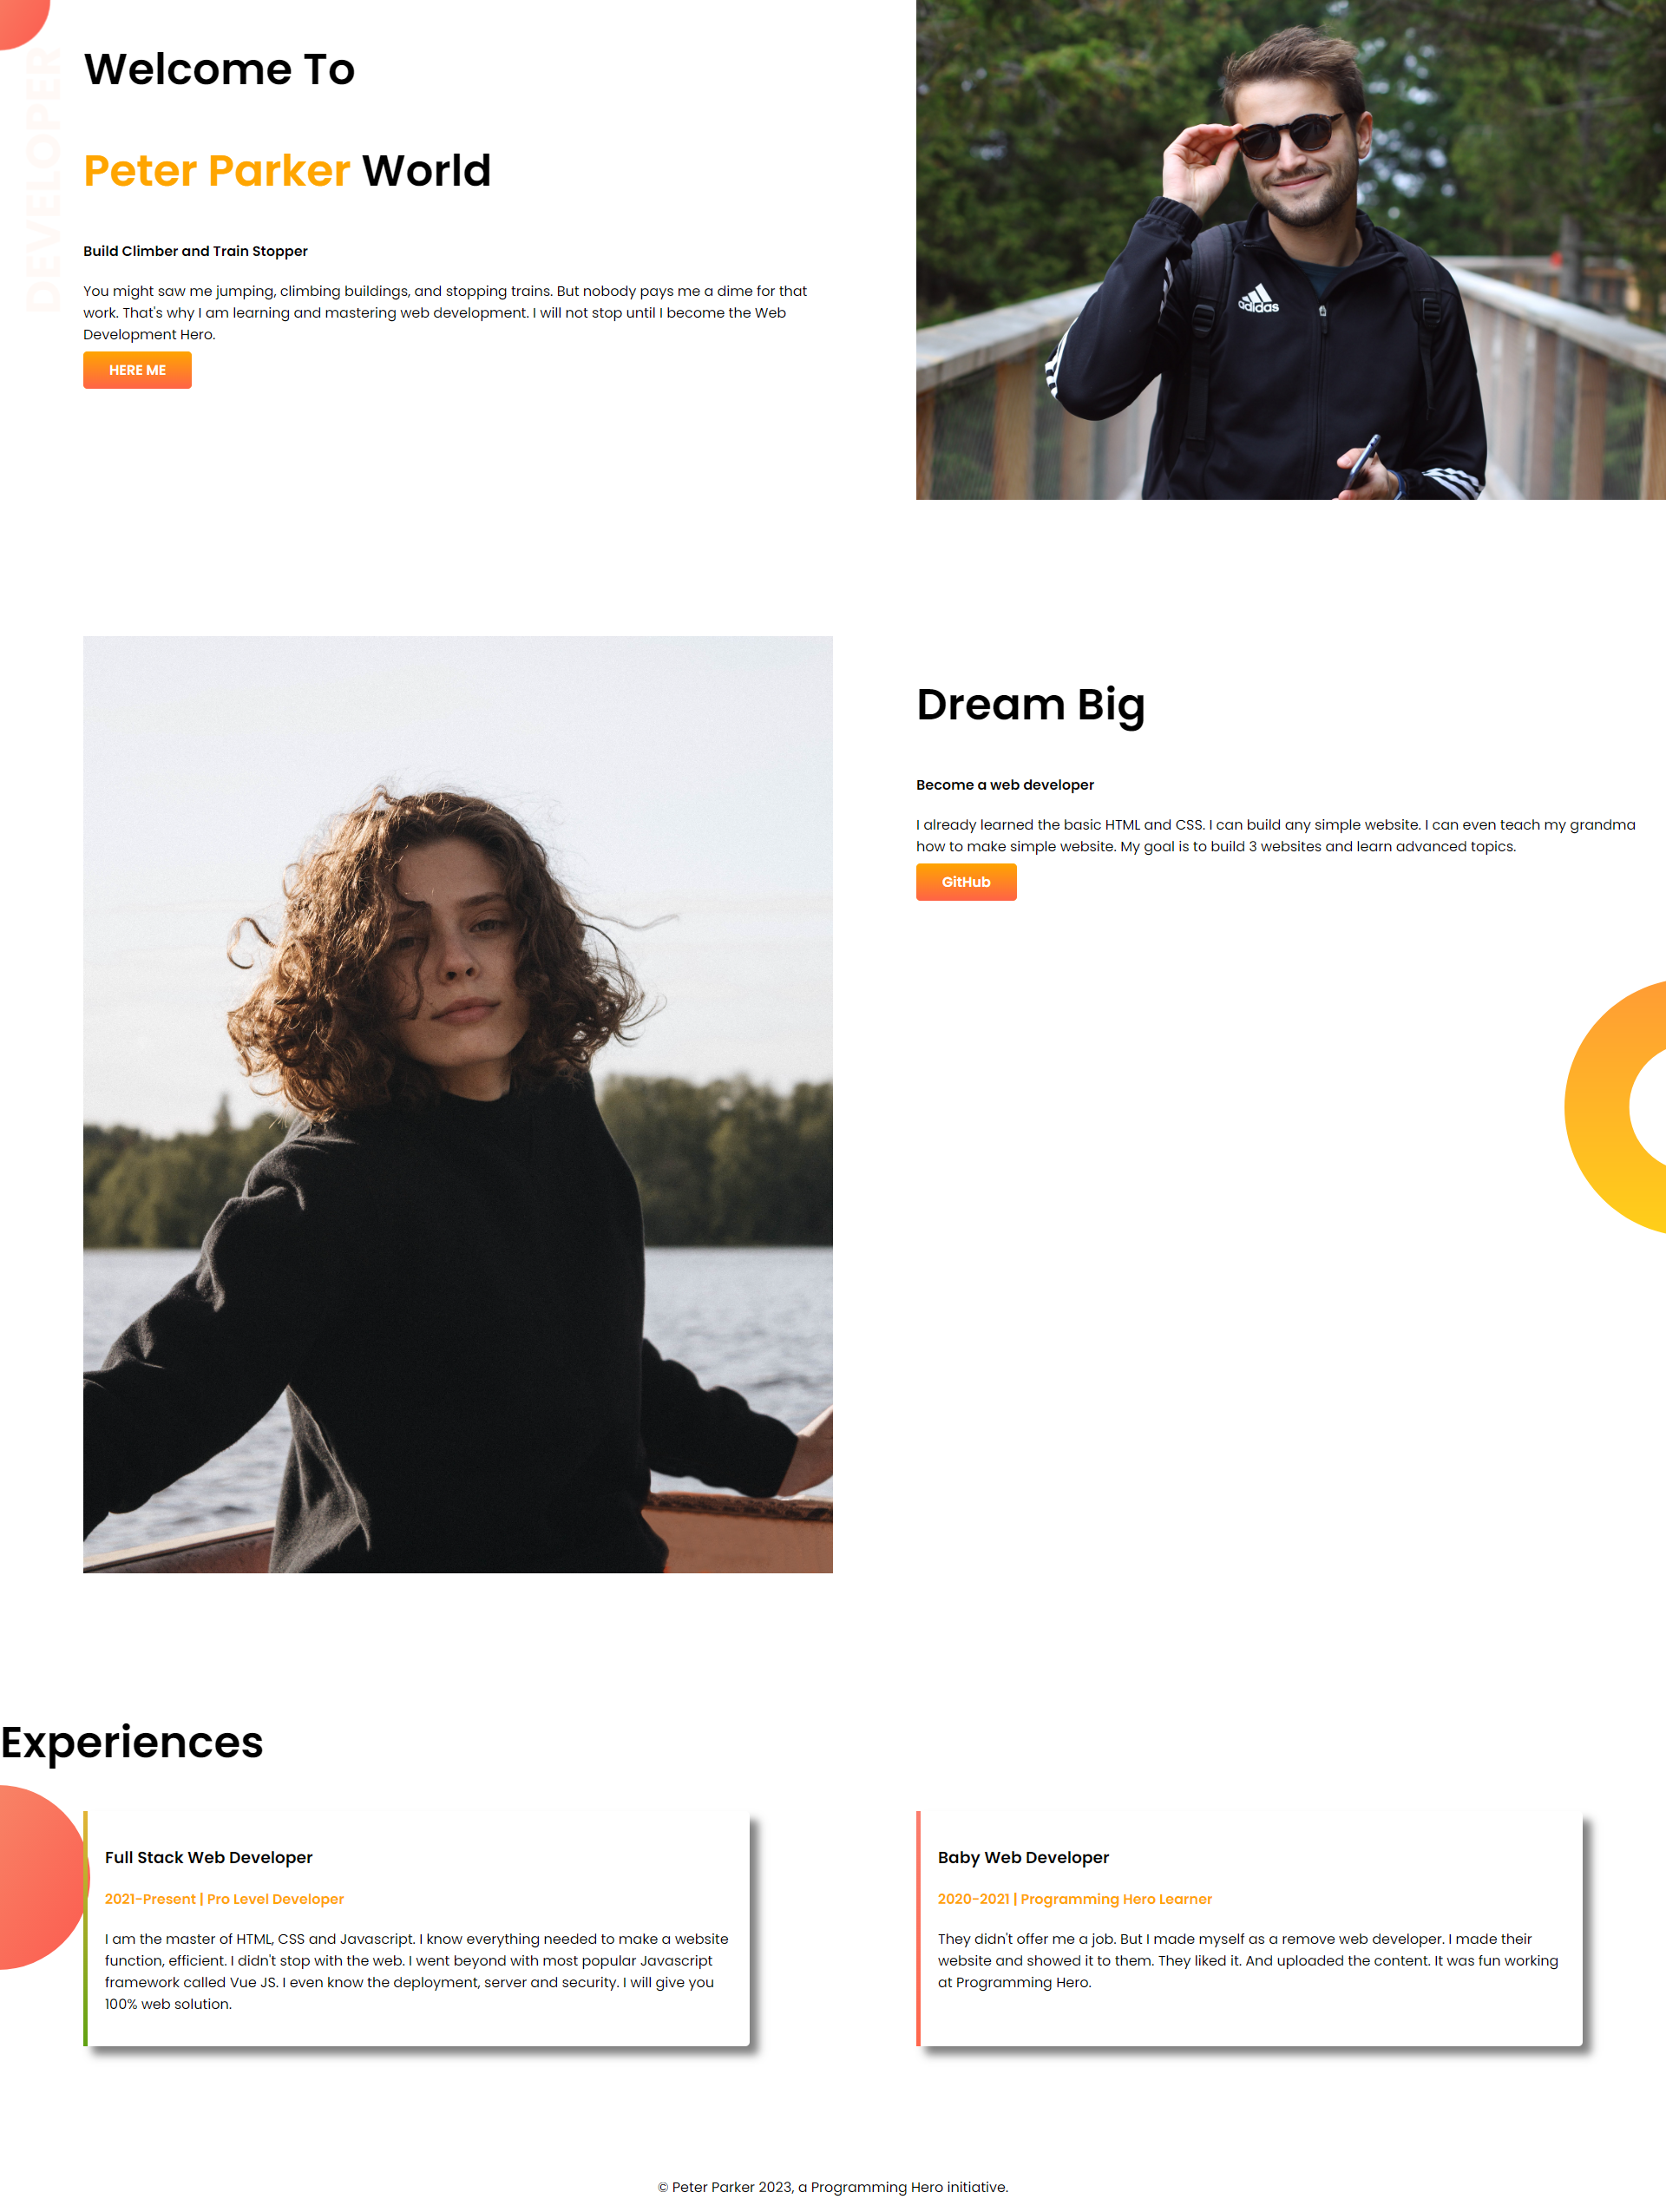 DEVELOPER
Welcome To
Peter Parker World
Build Climber and Train Stopper
You might saw me jumping, climbing buildings, and stopping trains. But nobody pays me a dime for that
work. That's why I am learning and mastering web development. I will not stop until I become the Web
Development Hero.
HERE ME
adidas
Dream Big
Become a web developer
I already learned the basic HTML and CSS. I can build any simple website. I can even teach my grandma
how to make simple website. My goal is to build 3 websites and learn advanced topics.
GitHub
Experiences
Full Stack Web Developer
2021-Present | Pro Level Developer
I am the master of HTML, CSS and Javascript. I know everything needed to make a website
function, efficient. I didn't stop with the web. I went beyond with most popular Javascript
framework called Vue JS. I even know the deployment, server and security. I will give you
100% web solution.
Baby Web Developer
2020-2021 | Programming Hero Learner
They didn't offer me a job. But I made myself as a remove web developer. I made their
website and showed it to them. They liked it. And uploaded the content. It was fun working
at Programming Hero.
© Peter Parker 2023, a Programming Hero initiative.